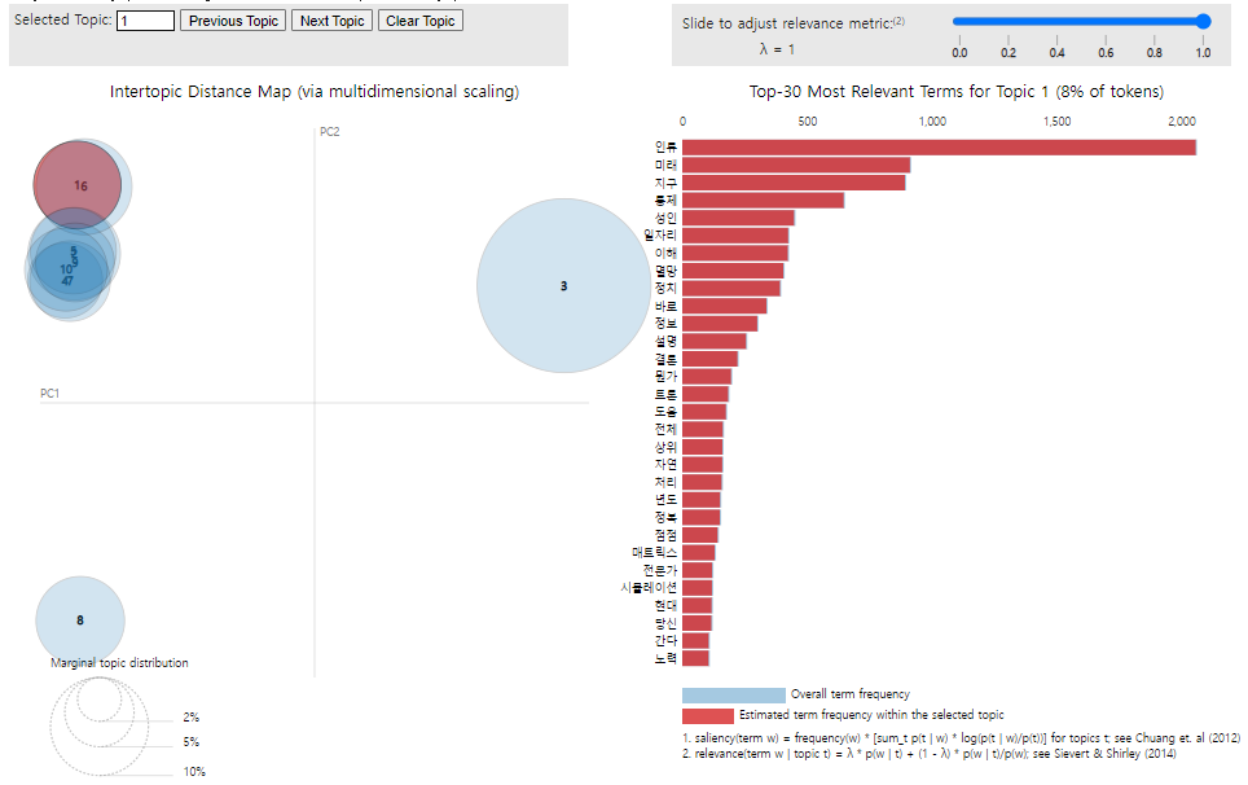 Selected Topic: 1 Previous Topic Next Topic Clear Topic
Slide to adjust relevance metric:(2)
λ = 1
0.0 0.2 0.4 0.6 0.8 1.0
Intertopic Distance Map (via multidimensional scaling)
PC2
PC1
16
5
10
47
3
8
Marginal topic distribution
2%
5%
10%
Top-30 Most Relevant Terms for Topic 1 (8% of tokens)
0 500 1,000 1,500 2,000
인류
미래
지구
통제
성인
일자리
이해
멸망
정치
바로
정보
설명
결론
뭔가
트론
도움
전체
상위
자연
처리
년도
정복
점점
매트릭스
전문가
시뮬레이션
현대
당신
간다
노력
Overall term frequency
Estimated term frequency within the selected topic
1. saliency(term w) = frequency(w) * [sum_t p(t | w) * log(p(t | w)/p(t))] for topics t; see Chuang et. al (2012)
2. relevance(term w | topic t) = λ * p(w | t) + (1 - λ) * p(w | t)/p(w); see Sievert & Shirley (2014)